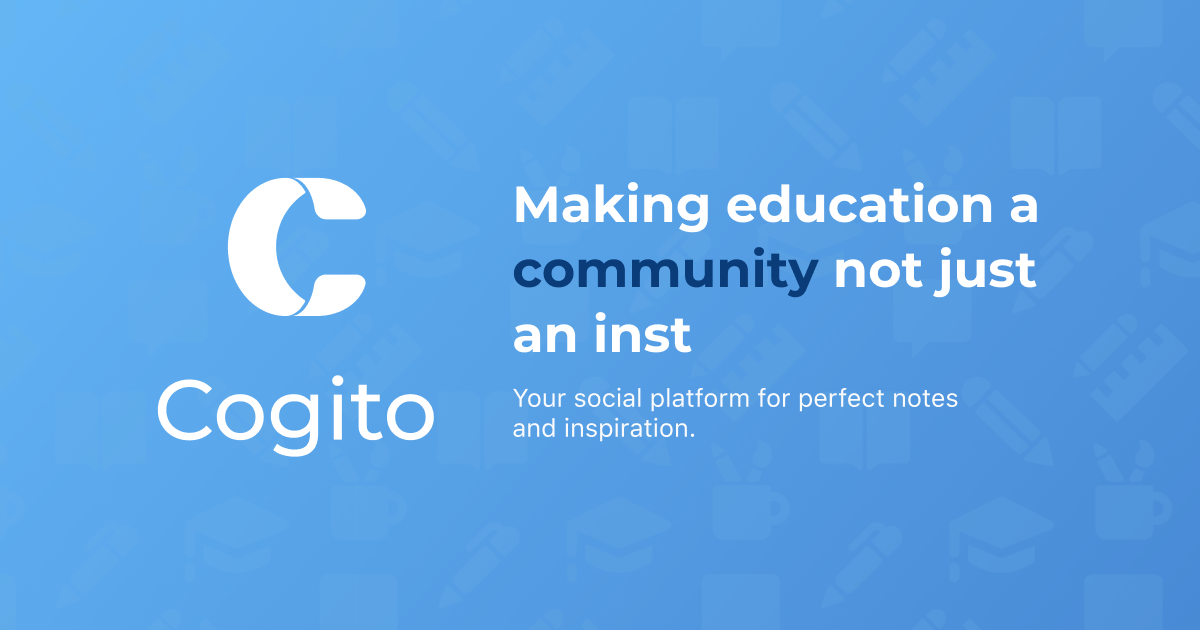 Cogito
Making education a
community not just
an inst
Your social platform for perfect notes
and inspiration.